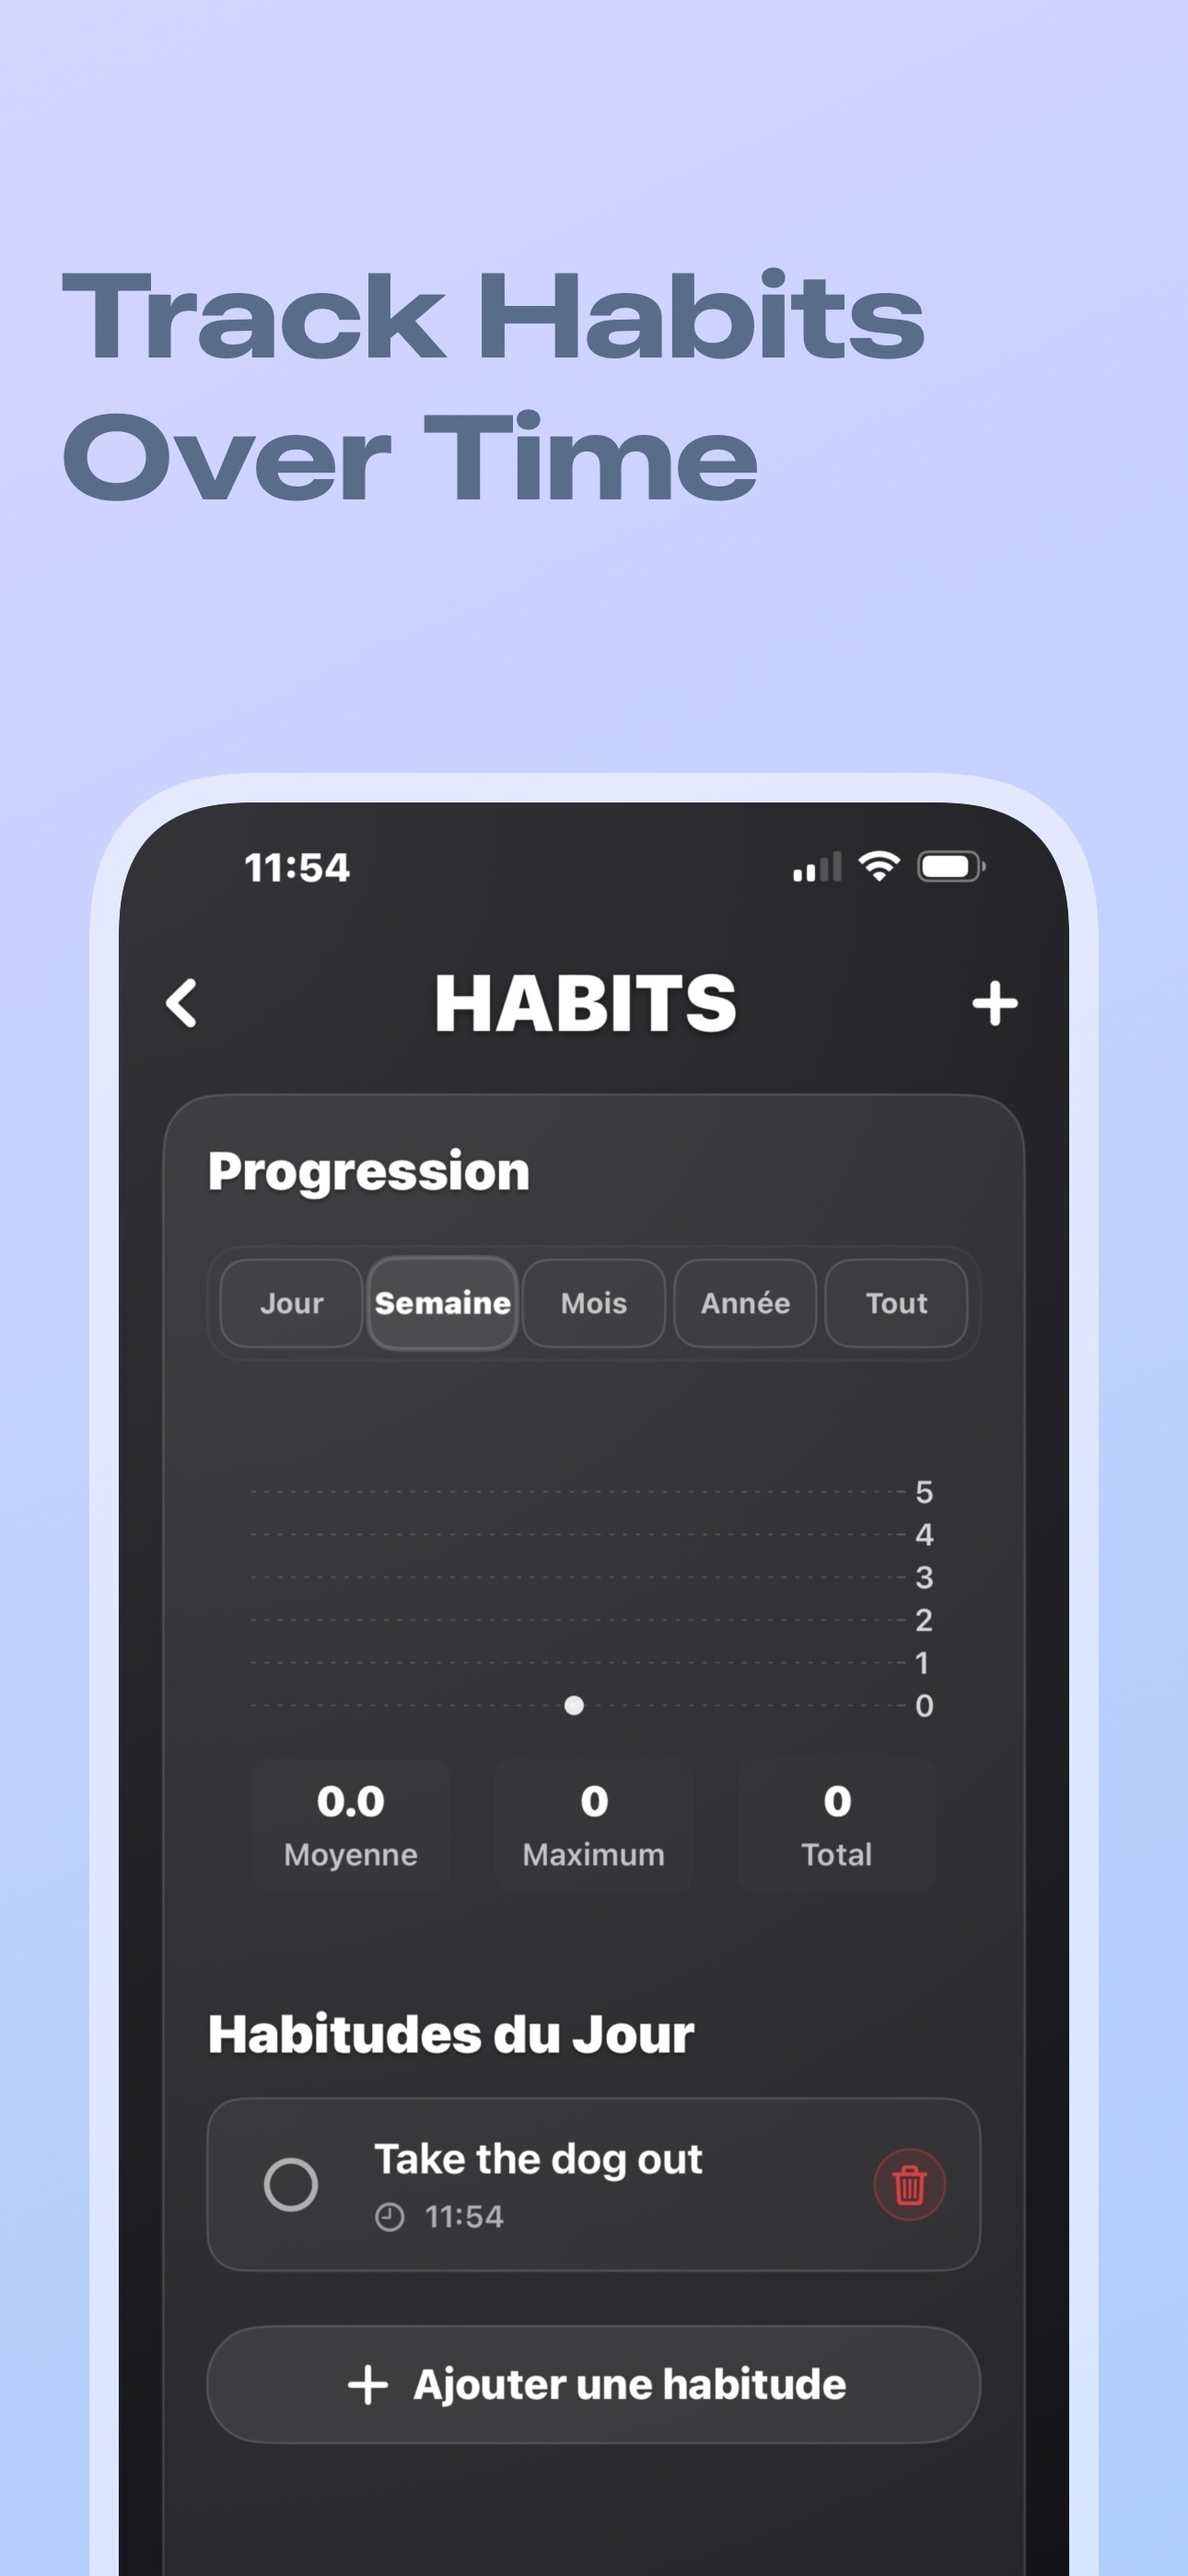 Track Habits
Over Time
11:54
HABITS
Progression
Jour Semaine Mois Année Tout
5
4
3
2
1
0
0.0 0 0
Moyenne Maximum Total
Habitudes du Jour
Take the dog out
11:54
+ Ajouter une habitude